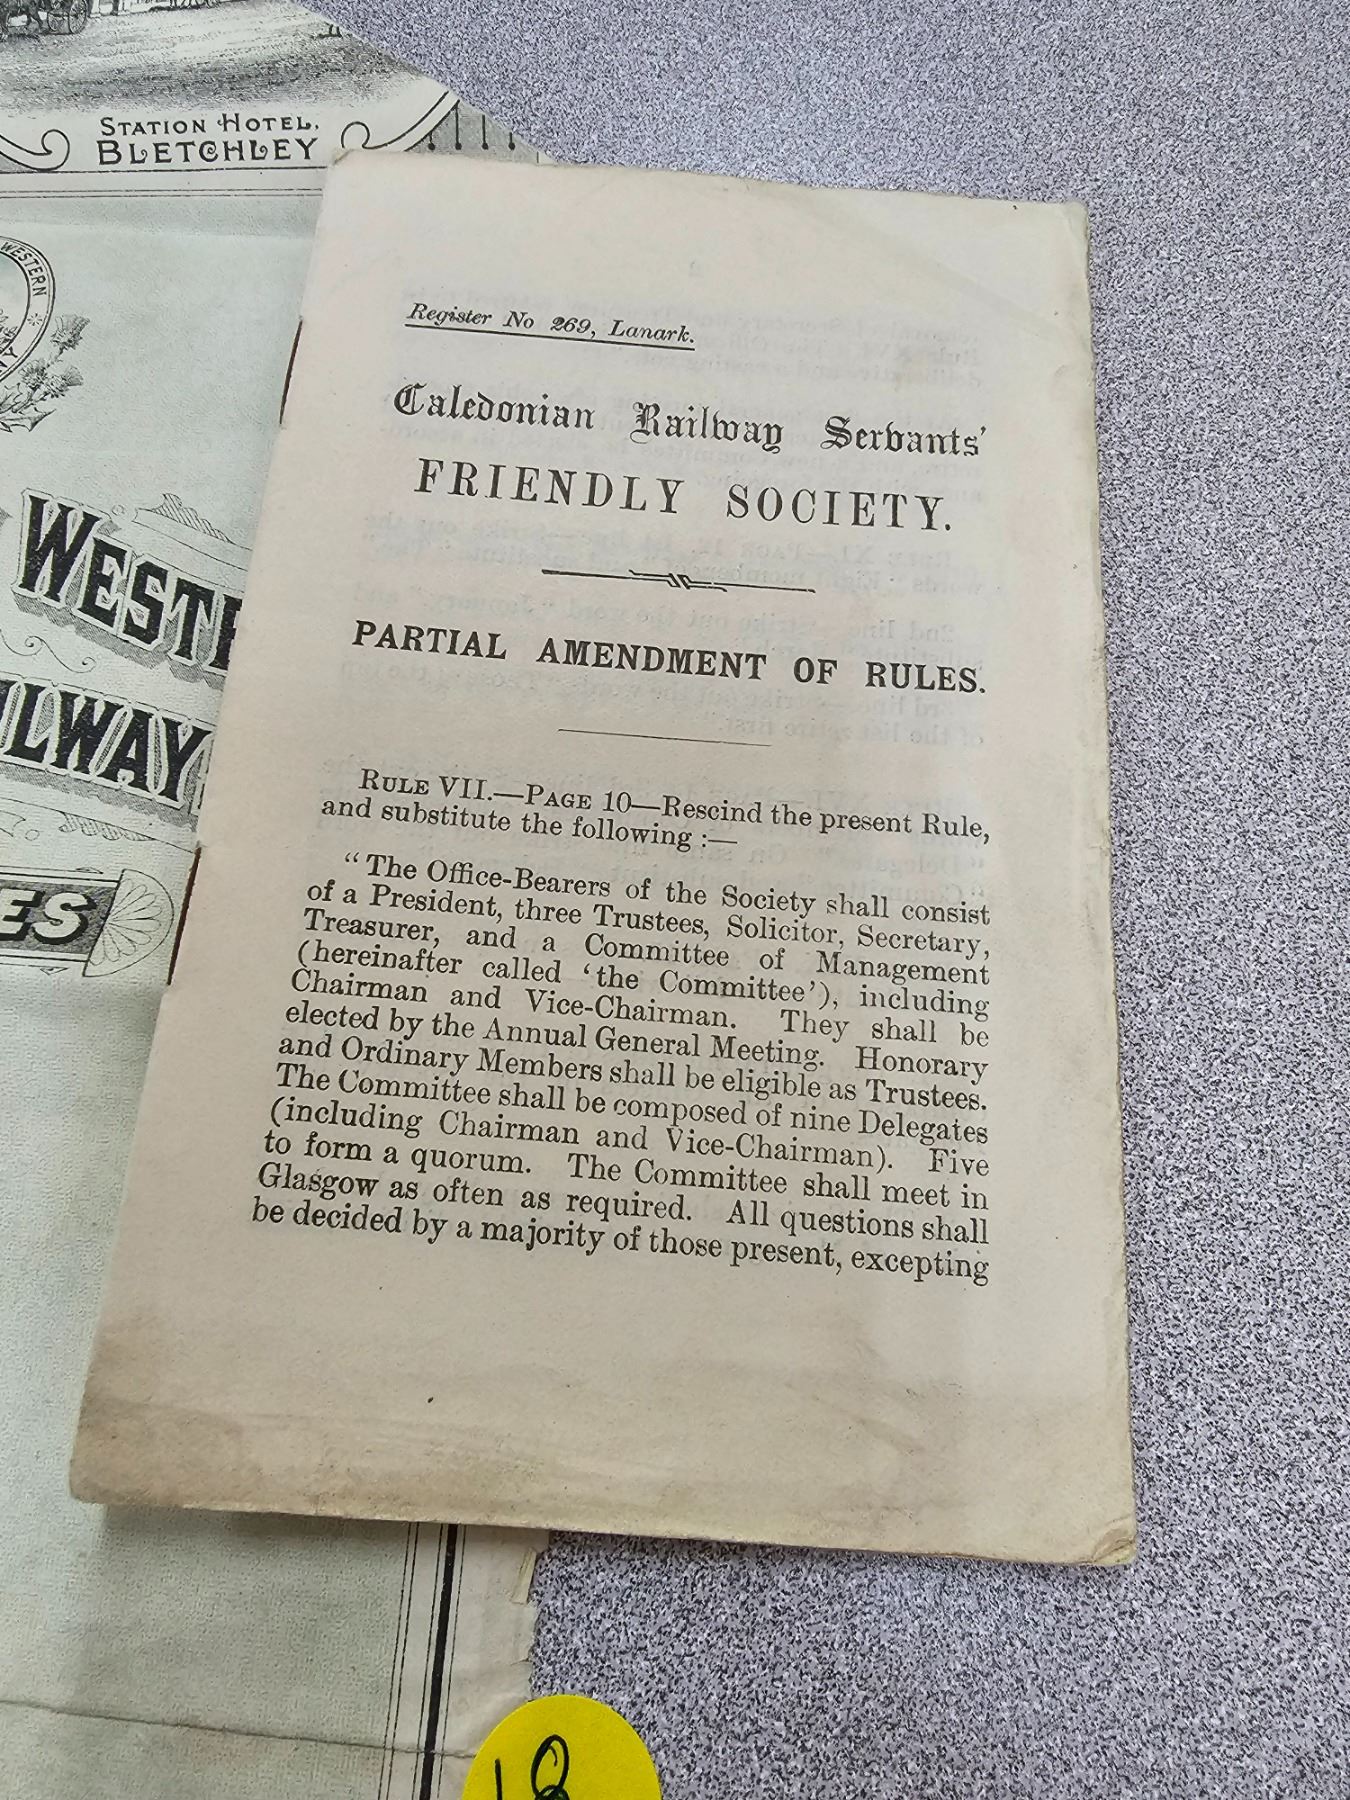 STATION HOTEL,
BLETCHLEY
WESTERN
WEST
LWAY
ES
Register No 269, Lanark.
Caledonian Railway Servants'
FRIENDLY SOCIETY.
PARTIAL AMENDMENT OF RULES.
RULE VII.—PAGE 10—Rescind the present Rule,
and substitute the following :—
“The Office-Bearers of the Society shall consist
of a President, three Trustees, Solicitor, Secretary,
Treasurer, and a Committee of Management
(hereinafter called ‘the Committee’), including
Chairman and Vice-Chairman. They shall be
elected by the Annual General Meeting. Honorary
and Ordinary Members shall be eligible as Trustees.
The Committee shall be composed of nine Delegates
(including Chairman and Vice-Chairman). Five
to form a quorum. The Committee shall meet in
Glasgow as often as required. All questions shall
be decided by a majority of those present, excepting
18